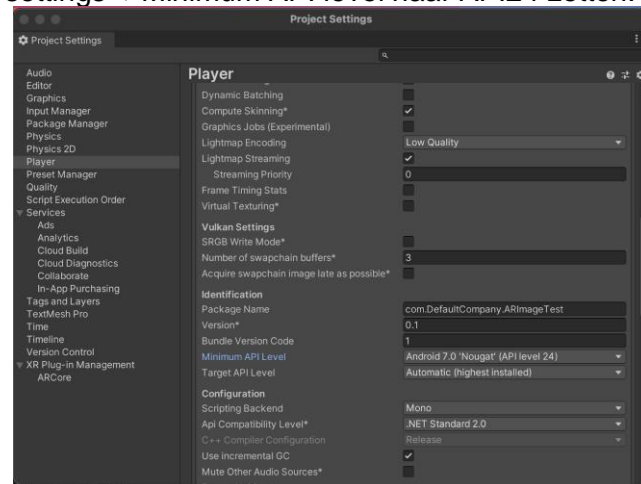 Project Settings
Project Settings
Audio
Editor
Graphics
Input Manager
Package Manager
Physics
Physics 2D
Player
Preset Manager
Quality
Script Execution Order
Services
Ads
Analytics
Cloud Build
Cloud Diagnostics
Collaborate
In-App Purchasing
Tags and Layers
TextMesh Pro
Time
Timeline
Version Control
XR Plug-in Management
ARCore
Player
Dynamic Batching
Compute Skinning*
Graphics Jobs (Experimental)
Lightmap Encoding Low Quality
Lightmap Streaming
Streaming Priority 0
Frame Timing Stats
Virtual Texturing*
Vulkan Settings
SRGB Write Mode*
Number of swapchain buffers* 3
Acquire swapchain image late as possible*
Identification
Package Name com.DefaultCompany.ARImageTest
Version* 0.1
Bundle Version Code 1
Minimum API Level Android 7.0 'Nougat' (API level 24)
Target API Level Automatic (highest installed)
Configuration
Scripting Backend Mono
Api Compatibility Level* .NET Standard 2.0
C++ Compiler Configuration Release
Use incremental GC
Mute Other Audio Sources*